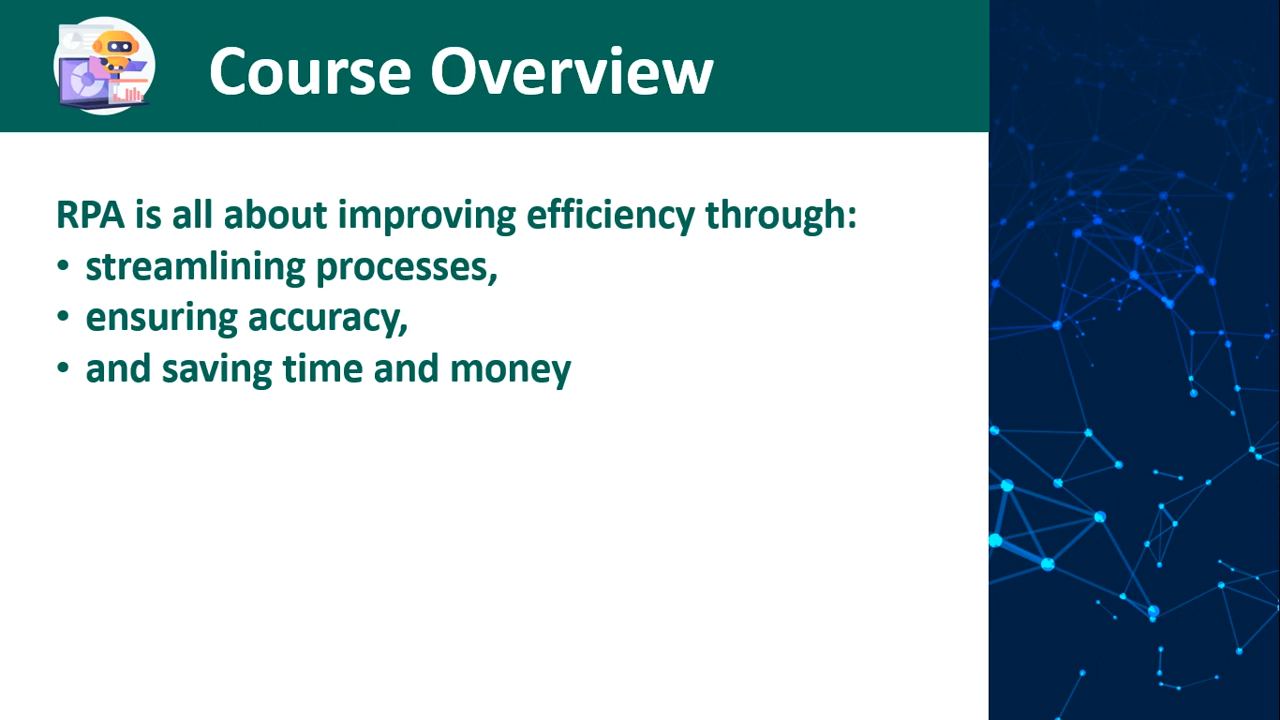 Course Overview
RPA is all about improving efficiency through:
• streamlining processes,
• ensuring accuracy,
• and saving time and money